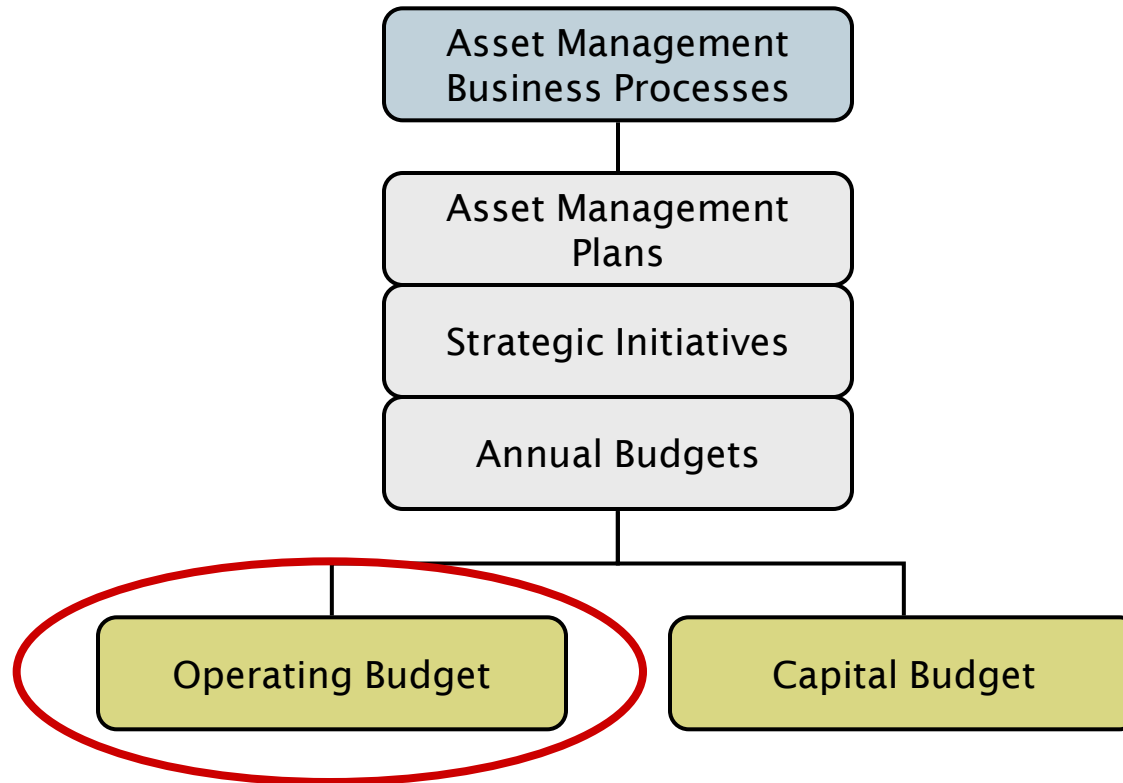 Asset Management
Business Processes
Asset Management
Plans
Strategic Initiatives
Annual Budgets
Operating Budget
Capital Budget